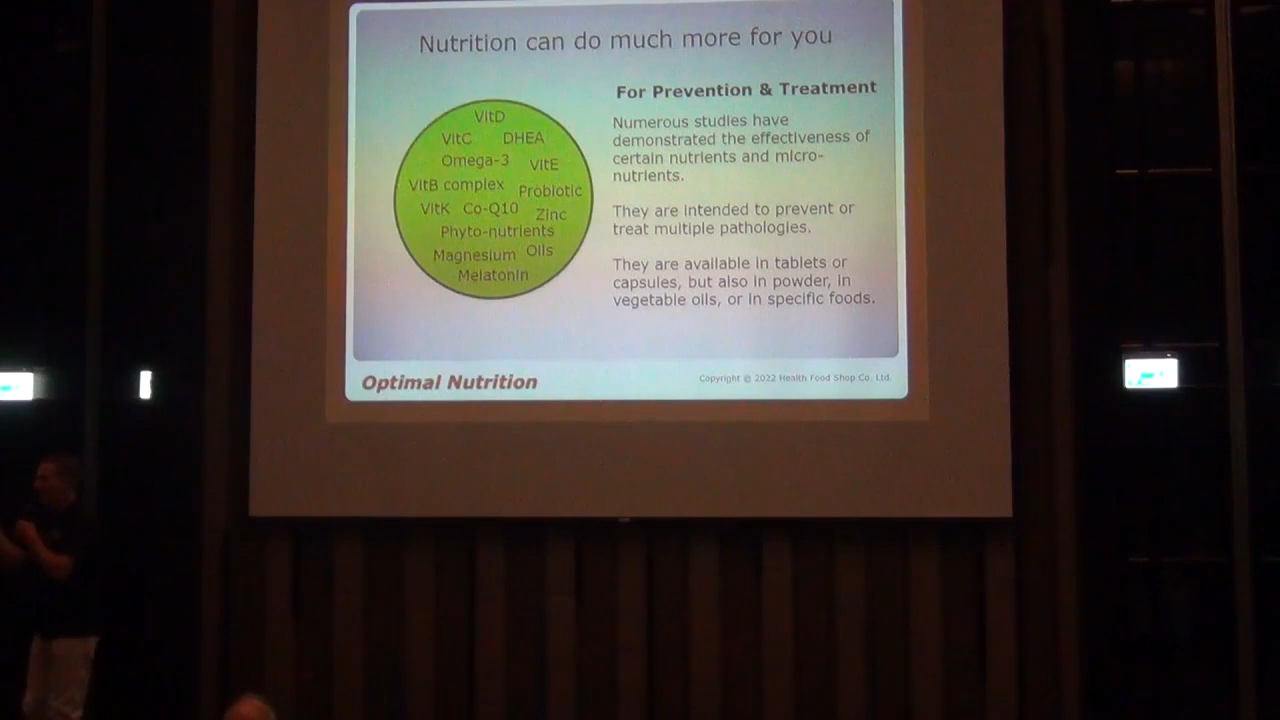 Nutrition can do much more for you
VitD
VitC DHEA
Omega-3 VitE
VitB complex Probiotic
VitK Co-Q10 Zinc
Phyto-nutrients
Magnesium Oils
Melatonin
For Prevention & Treatment
Numerous studies have
demonstrated the effectiveness of
certain nutrients and micro-
nutrients.
They are intended to prevent or
treat multiple pathologies.
They are available in tablets or
capsules, but also in powder, in
vegetable oils, or in specific foods.
Optimal Nutrition
Copyright © 2022 Health Food Shop Co. Ltd.